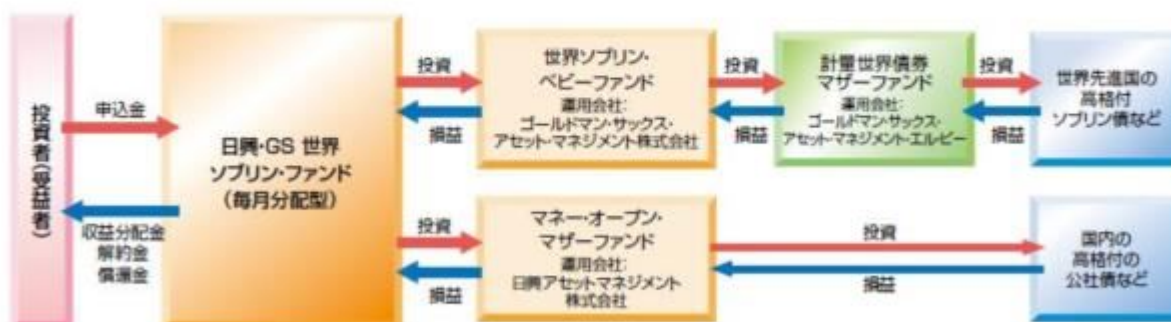 投資者(受益者)
申込金
収益分配金
解約金
償還金
日興・GS 世界
ソブリン・ファンド
(毎月分配型)
投資
損益
世界ソブリン・
ベビーファンド
運用会社:
ゴールドマン・サックス・
アセット・マネジメント株式会社
投資
損益
計量世界債券
マザーファンド
運用会社:
ゴールドマン・サックス・
アセット・マネジメント・エルピー
投資
損益
世界先進国の
高格付
ソブリン債など
投資
損益
マネー・オープン・
マザーファンド
運用会社:
日興アセットマネジメント
株式会社
投資
損益
国内の
高格付の
公社債など